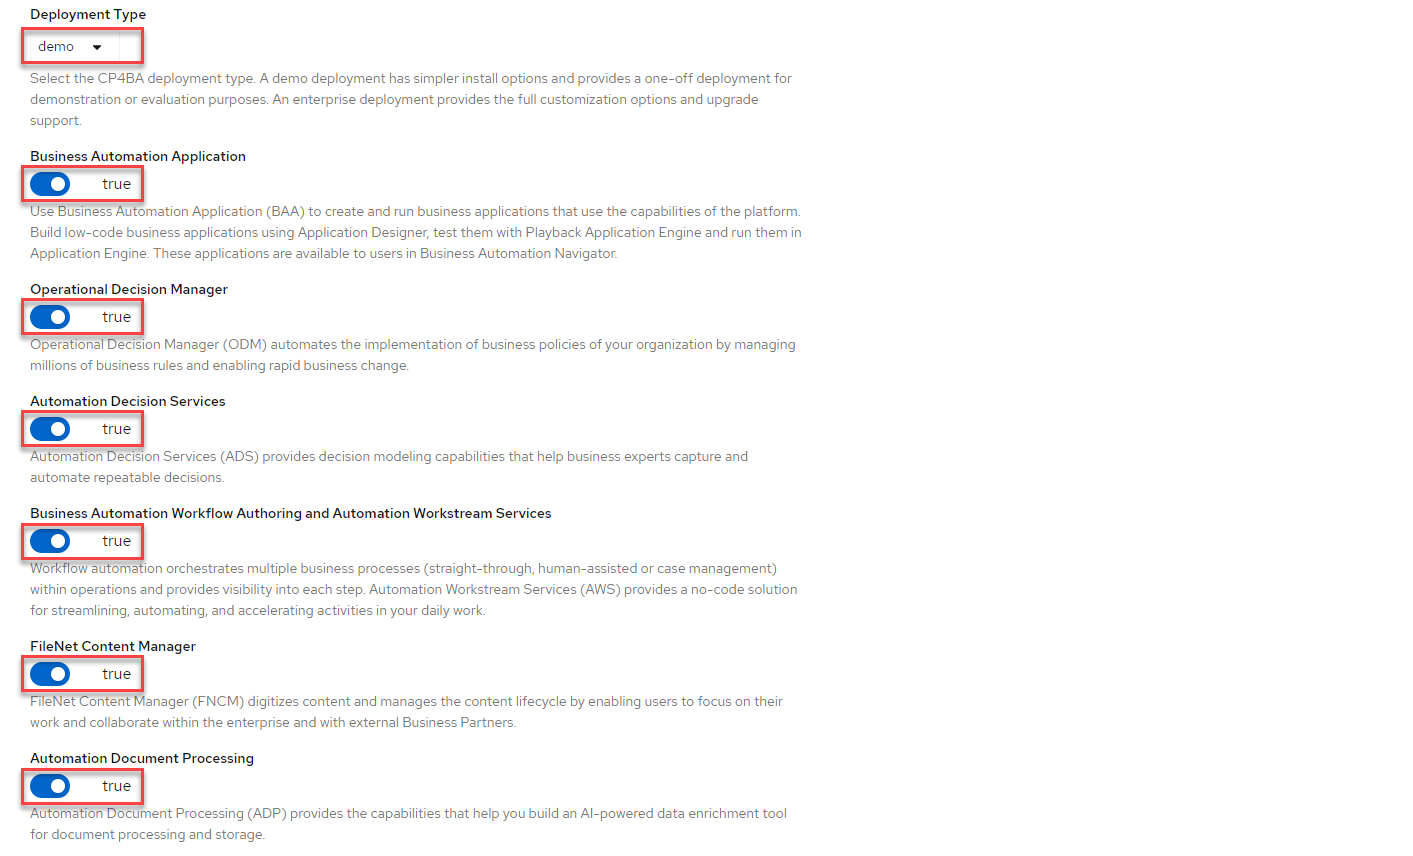 Deployment Type
demo
Select the CP4BA deployment type. A demo deployment has simpler install options and provides a one-off deployment for
demonstration or evaluation purposes. An enterprise deployment provides the full customization options and upgrade
support.
Business Automation Application
true
Use Business Automation Application (BAA) to create and run business applications that use the capabilities of the platform.
Build low-code business applications using Application Designer, test them with Playback Application Engine and run them in
Application Engine. These applications are available to users in Business Automation Navigator.
Operational Decision Manager
true
Operational Decision Manager (ODM) automates the implementation of business policies of your organization by managing
millions of business rules and enabling rapid business change.
Automation Decision Services
true
Automation Decision Services (ADS) provides decision modeling capabilities that help business experts capture and
automate repeatable decisions.
Business Automation Workflow Authoring and Automation Workstream Services
true
Workflow automation orchestrates multiple business processes (straight-through, human-assisted or case management)
within operations and provides visibility into each step. Automation Workstream Services (AWS) provides a no-code solution
for streamlining, automating, and accelerating activities in your daily work.
FileNet Content Manager
true
FileNet Content Manager (FNCM) digitizes content and manages the content lifecycle by enabling users to focus on their
work and collaborate within the enterprise and with external Business Partners.
Automation Document Processing
true
Automation Document Processing (ADP) provides the capabilities that help you build an AI-powered data enrichment tool
for document processing and storage.